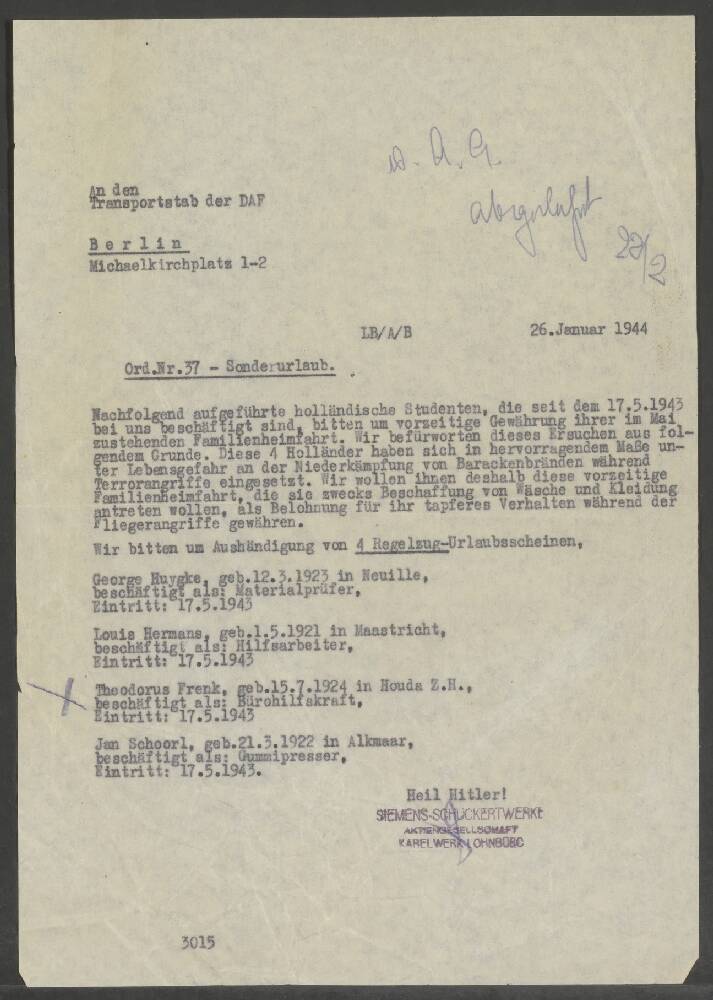 w. A. G.
An den
Transportstab der DAF
Berlin
Michaelkirchplatz 1-2
22/2
LB/A/B
26.Januar 1944
Ord.Nr.37 - Sonderurlaub.
Nachfolgend aufgeführte holländische Studenten, die seit dem 17.5.1943
bei uns beschäftigt sind, bitten um vorzeitige Gewährung ihrer im Mai
zustehenden Familienheimfahrt. Wir befürworten dieses Ersuchen aus fol-
gendem Grunde. Diese 4 Holländer haben sich in hervorragendem Maße un-
ter Lebensgefahr an der Niederkämpfung von Barackenbränden während
Terrorangriffe eingesetzt. Wir wollen ihnen deshalb diese vorzeitige
Familienheimfahrt, die sie zwecks Beschaffung von Wäsche und Kleidung
antreten wollen, als Belohnung für ihr tapferes Verhalten während der
Fliegerangriffe gewähren.
Wir bitten um Aushändigung von 4 Regelzug-Urlaubsscheinen,
George Huygke, geb.12.3.1923 in Neuille,
beschäftigt als: Materialprüfer,
Eintritt: 17.5.1943
Louis Hermans, geb.1.5.1921 in Maastricht,
beschäftigt als: Hilfsarbeiter,
Eintritt: 17.5.1943
Theodorus Frenk, geb.15.7.1924 in Houda Z.H.,
beschäftigt als: Bürohilfskraft,
Eintritt: 17.5.1943
Jan Schoorl, geb.21.3.1922 in Alkmaar,
beschäftigt als: Gummipresser,
Eintritt: 17.5.1943.
Heil Hitler!
SIEMENS-SCHUCKERTWERKE
AKTIENGESELLSCHAFT
KABELWERK LOHNBÜRO
3015